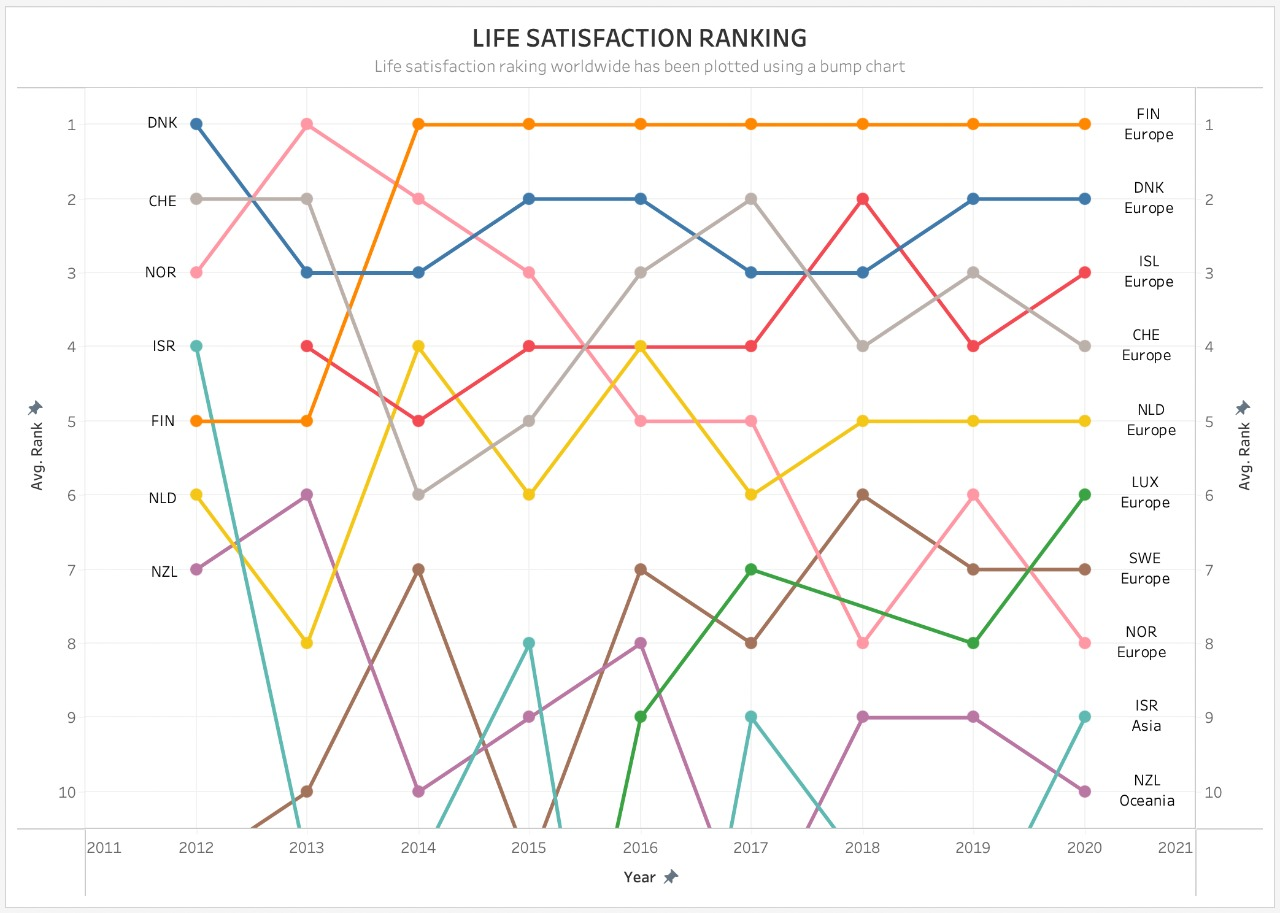 LIFE SATISFACTION RANKING
Life satisfaction raking worldwide has been plotted using a bump chart
Avg. Rank
1
2
3
4
5
6
7
8
9
10
DNK
CHE
NOR
ISR
FIN
NLD
NZL
FIN
Europe
DNK
Europe
ISL
Europe
CHE
Europe
NLD
Europe
LUX
Europe
SWE
Europe
NOR
Europe
ISR
Asia
NZL
Oceania
1
2
3
4
5
6
7
8
9
10
Avg. Rank
2011 2012 2013 2014 2015 2016 2017 2018 2019 2020 2021
Year